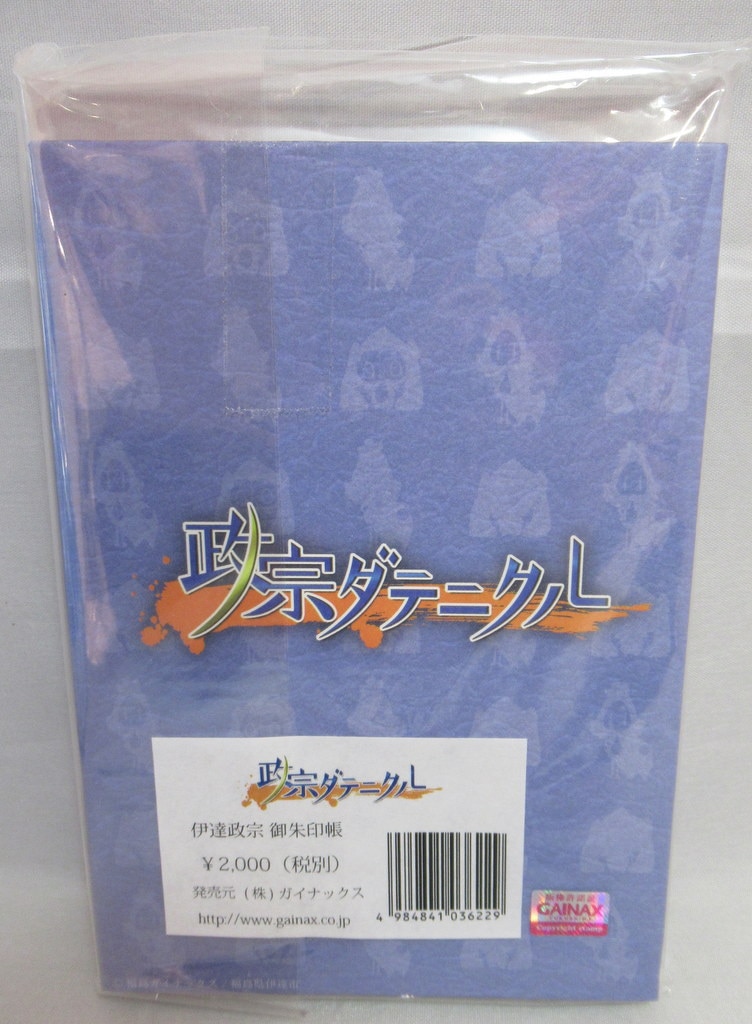 政宗ダテニクル
政宗ダテニクル
伊達政宗 御朱印帳
￥2,000（税別）
発売元 (株) ガイナックス
http://www.gainax.co.jp
4 984841 036229
GAINAX
Copyright stamp